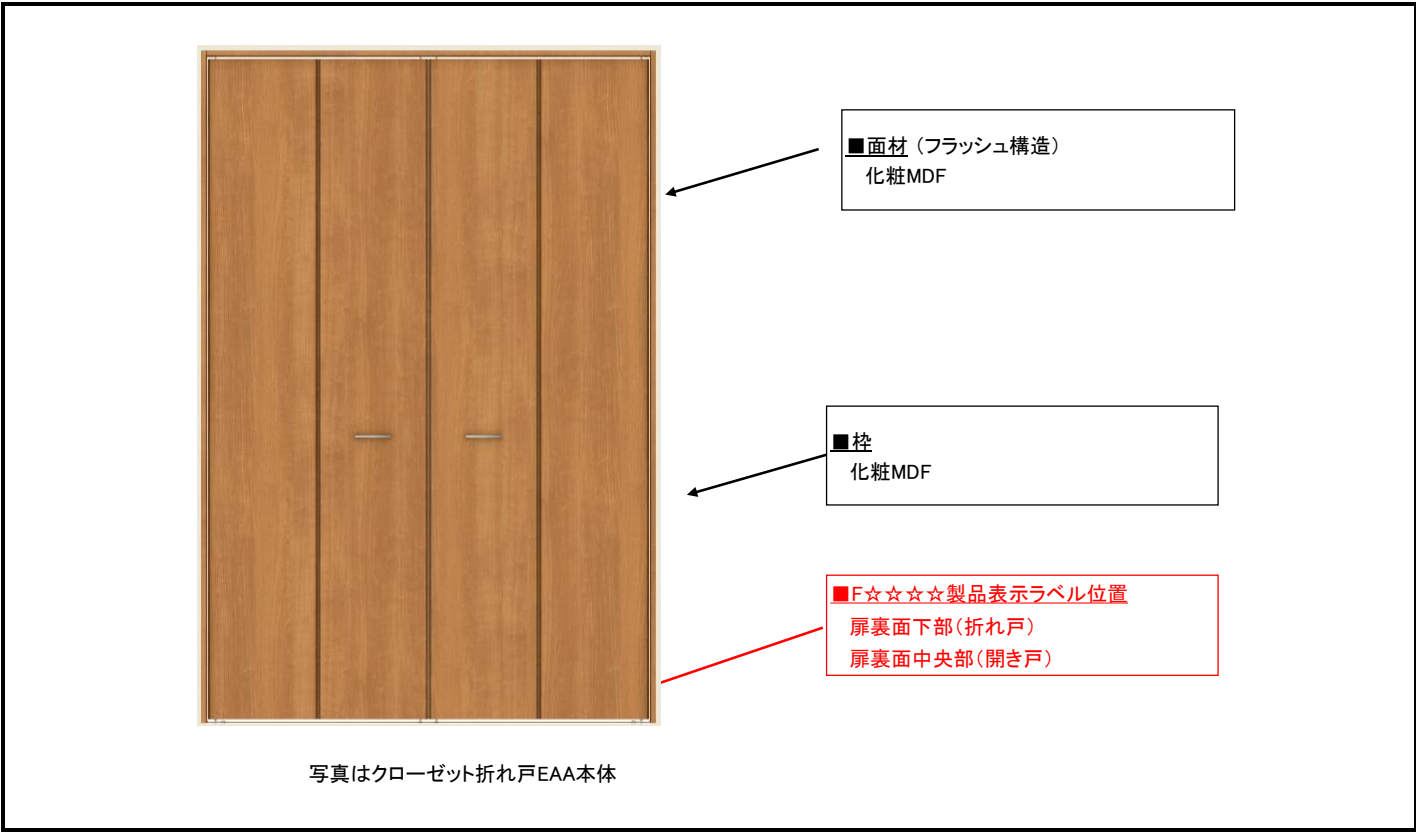 ■面材（フラッシュ構造）
化粧MDF
■枠
化粧MDF
■F☆☆☆☆製品表示ラベル位置
扉裏面下部（折れ戸）
扉裏面中央部（開き戸）
写真はクローゼット折れ戸EAA本体